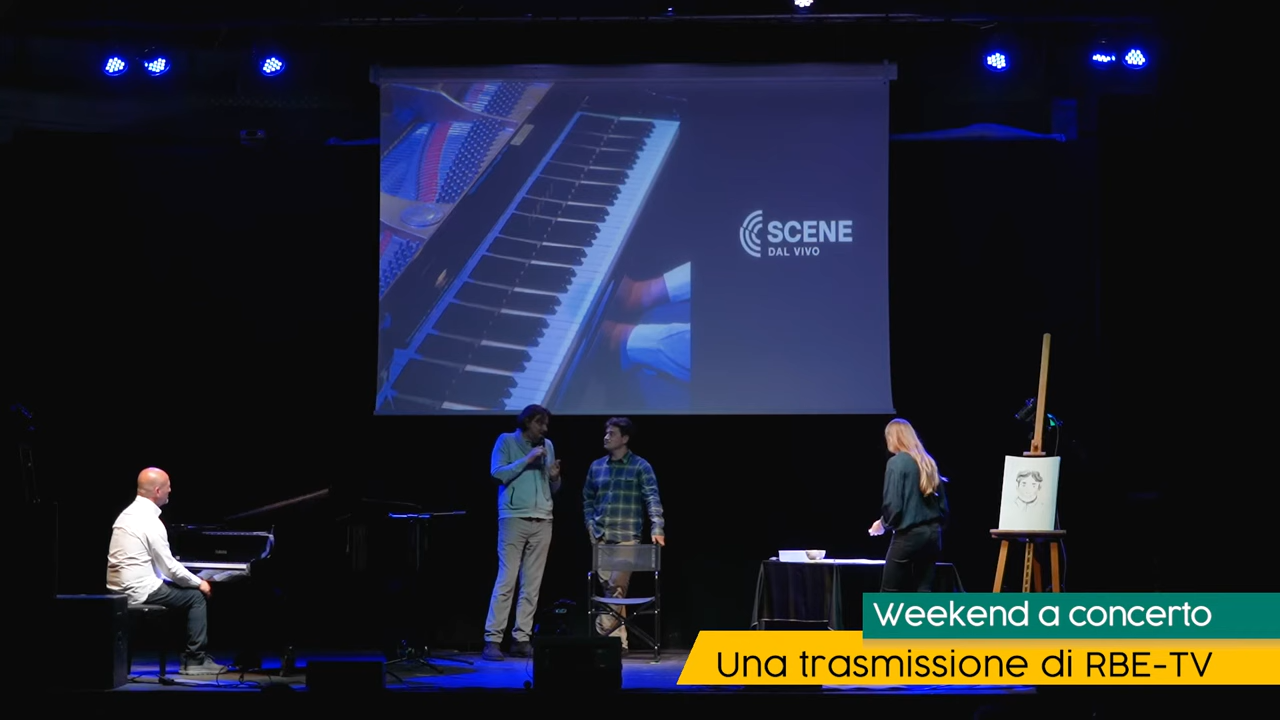 SCENE
DAL VIVO
Weekend a concerto
Una trasmissione di RBE-TV